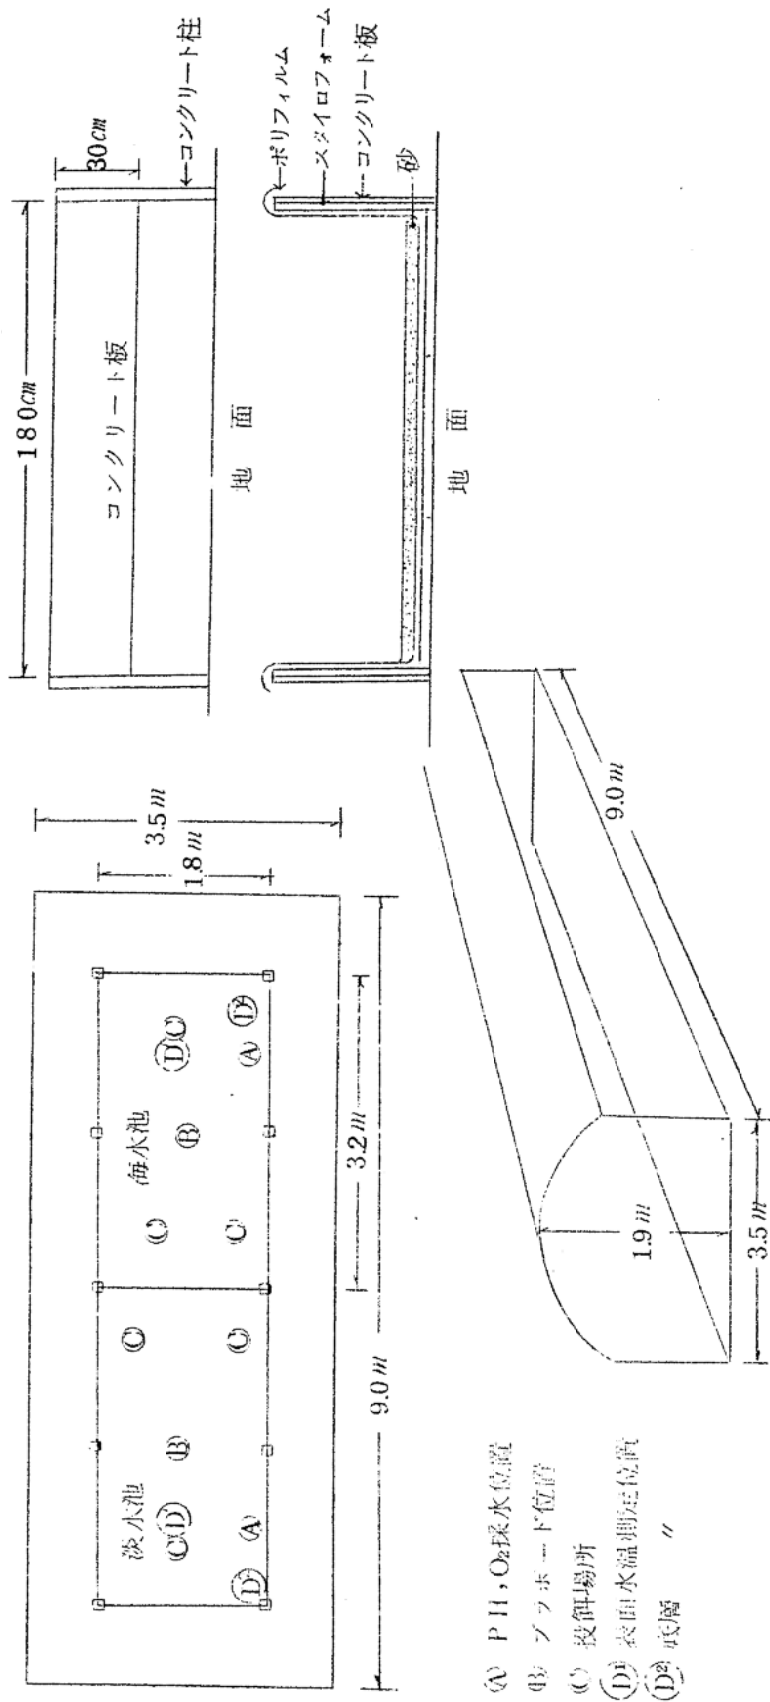 3.5m
1.8m
淡水池
海水池
Ⓒ
Ⓒ
Ⓒ
Ⓓ
Ⓒ
Ⓑ
Ⓑ
Ⓓ
Ⓒ
Ⓒ
Ⓒ
Ⓐ
Ⓐ
3.2m
9.0m
Ⓐ PH,O₂採水位置
Ⓑ ブッホード位置
Ⓒ 投餌場所
(D¹) 表面水温測定位置
(D²) 底層 〃
180cm
30cm
コンクリート板
←コンクリート柱
地面
ポリフィルム
スタイロフォーム
コンクリート板
砂
地面
1.9m
3.5m
9.0m